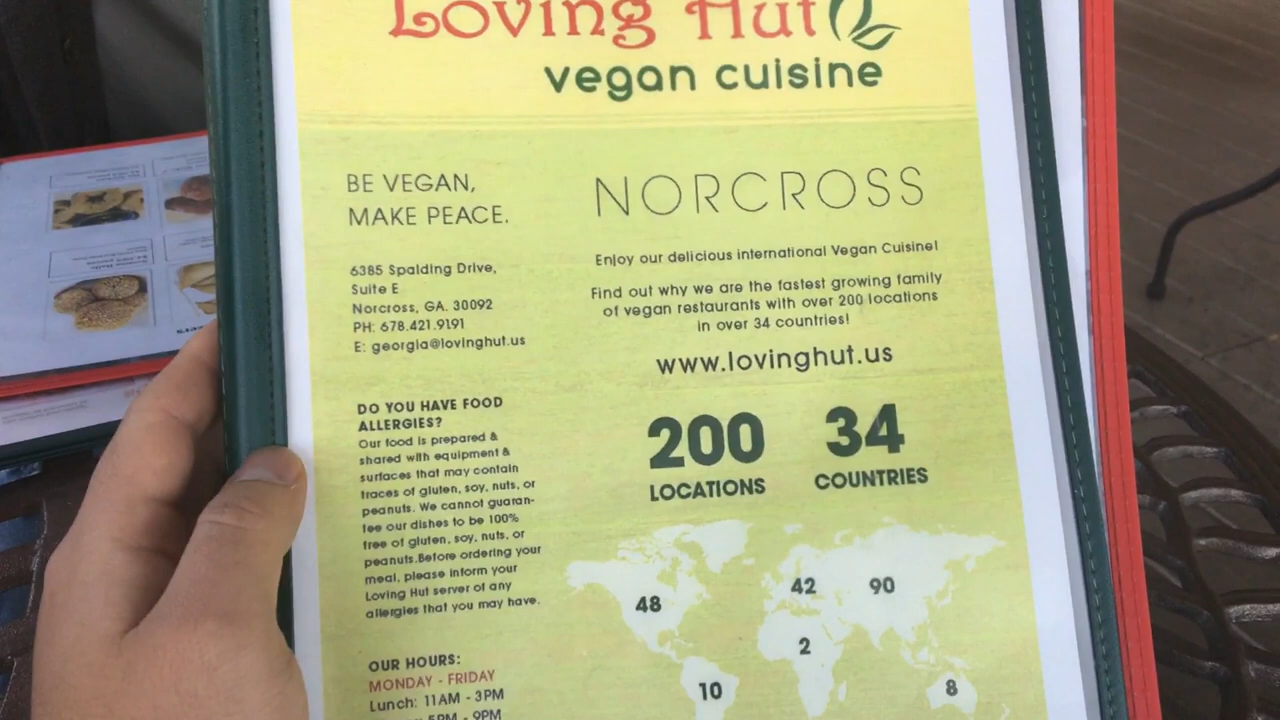 Loving Hut
vegan cuisine
BE VEGAN,
MAKE PEACE.
6385 Spalding Drive,
Suite E
Norcross, GA. 30092
PH: 678.421.9191
E: georgia@lovinghut.us
DO YOU HAVE FOOD
ALLERGIES?
Our food is prepared &
shared with equipment &
surfaces that may contain
traces of gluten, soy, nuts, or
peanuts. We cannot guaran-
tee our dishes to be 100%
free of gluten, soy, nuts, or
peanuts.Before ordering your
meal, please inform your
Loving Hut server of any
allergies that you may have.
OUR HOURS:
MONDAY - FRIDAY
Lunch: 11AM - 3PM
5PM - 9PM
NORCROSS
Enjoy our delicious international Vegan Cuisine!
Find out why we are the fastest growing family
of vegan restaurants with over 200 locations
in over 34 countries!
www.lovinghut.us
200 34
LOCATIONS COUNTRIES
42 90
48
2
10 8